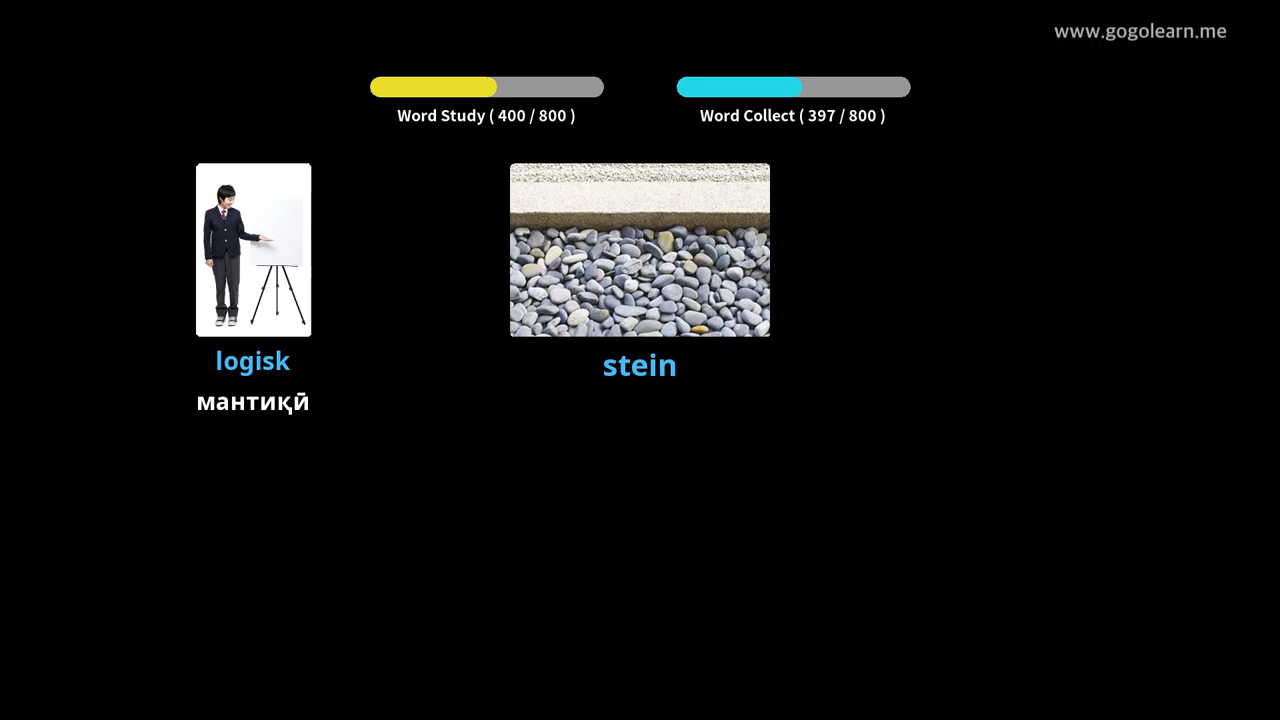 www.gogolearn.me
Word Study ( 400 / 800 )
Word Collect ( 397 / 800 )
logisk
мантиқӣ
stein